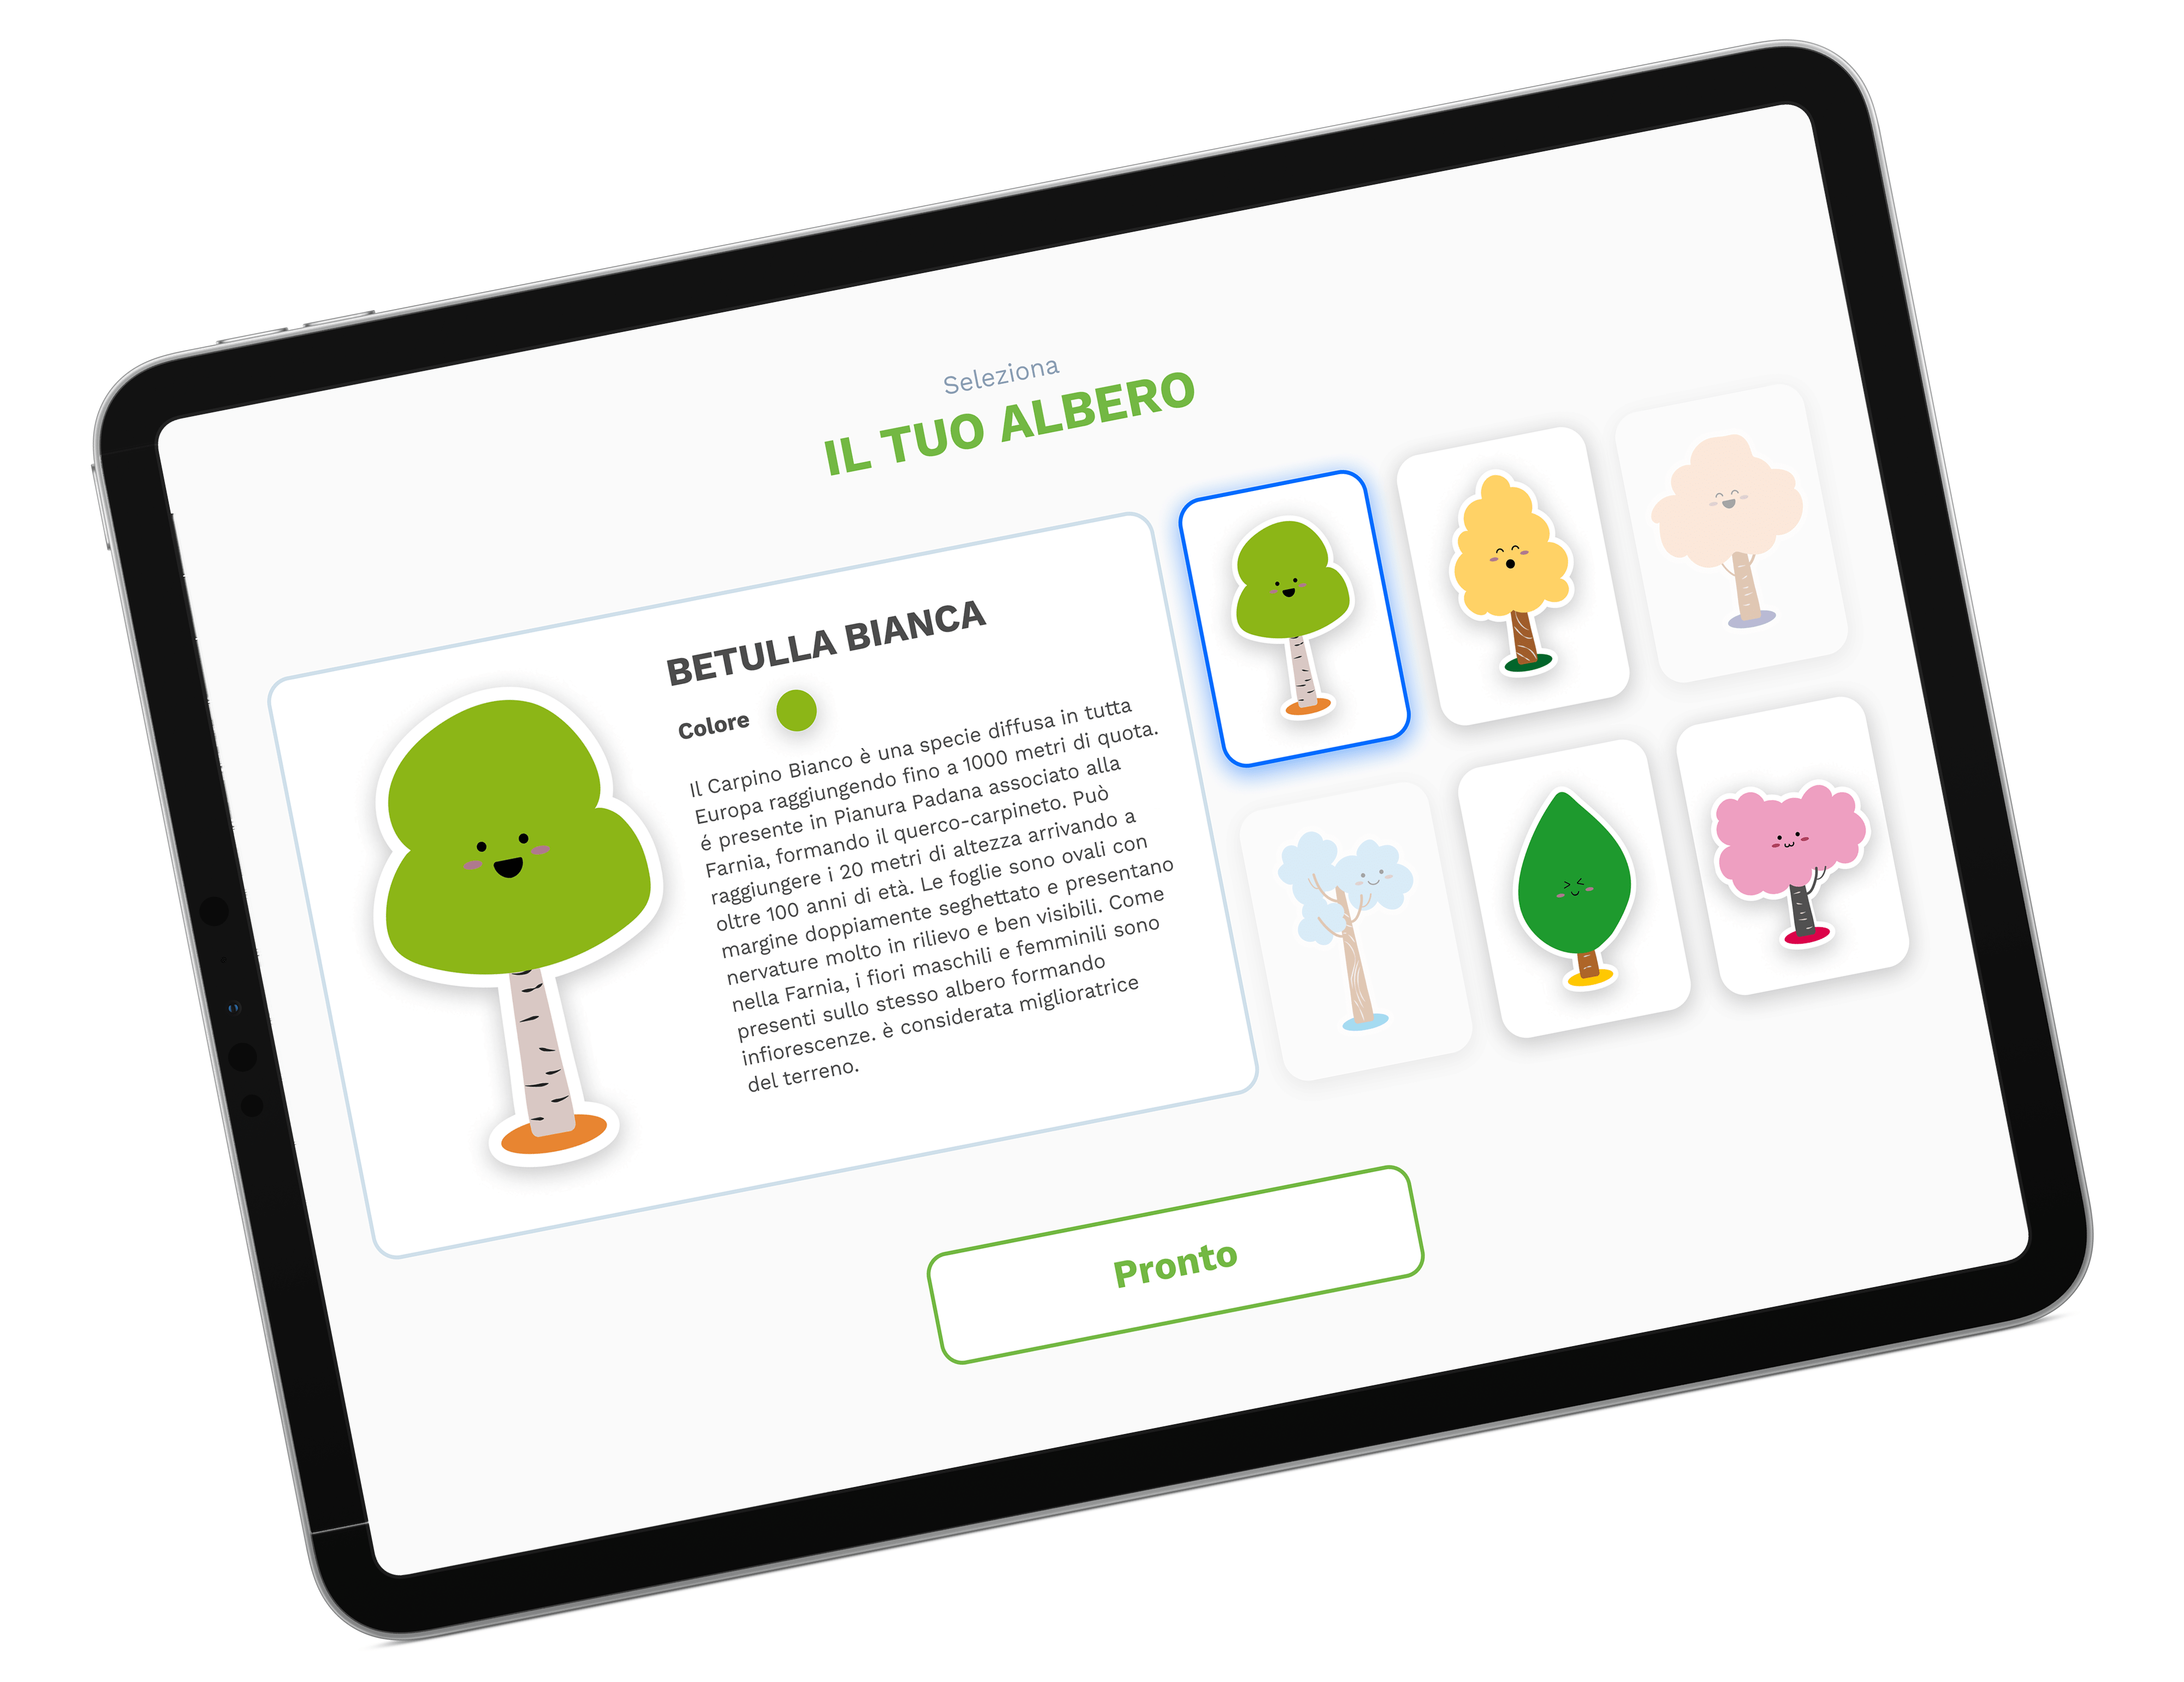 Seleziona
IL TUO ALBERO
BETULLA BIANCA
Colore
Il Carpino Bianco è una specie diffusa in tutta
Europa raggiungendo fino a 1000 metri di quota.
é presente in Pianura Padana associato alla
Farnia, formando il querco-carpineto. Può
raggiungere i 20 metri di altezza arrivando a
oltre 100 anni di età. Le foglie sono ovali con
margine doppiamente seghettato e presentano
nervature molto in rilievo e ben visibili. Come
nella Farnia, i fiori maschili e femminili sono
presenti sullo stesso albero formando
infiorescenze. è considerata miglioratrice
del terreno.
Pronto